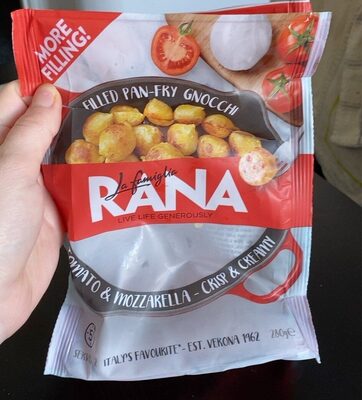 MORE
FILLING!
RANA
FILLED PAN-FRY GNOCCHI
La famiglia
RANA
LIVE LIFE GENEROUSLY
TOMATO & MOZZARELLA - CRISP & CREAMY
ITALY'S FAVOURITE* - EST. VERONA 1962
280g℮